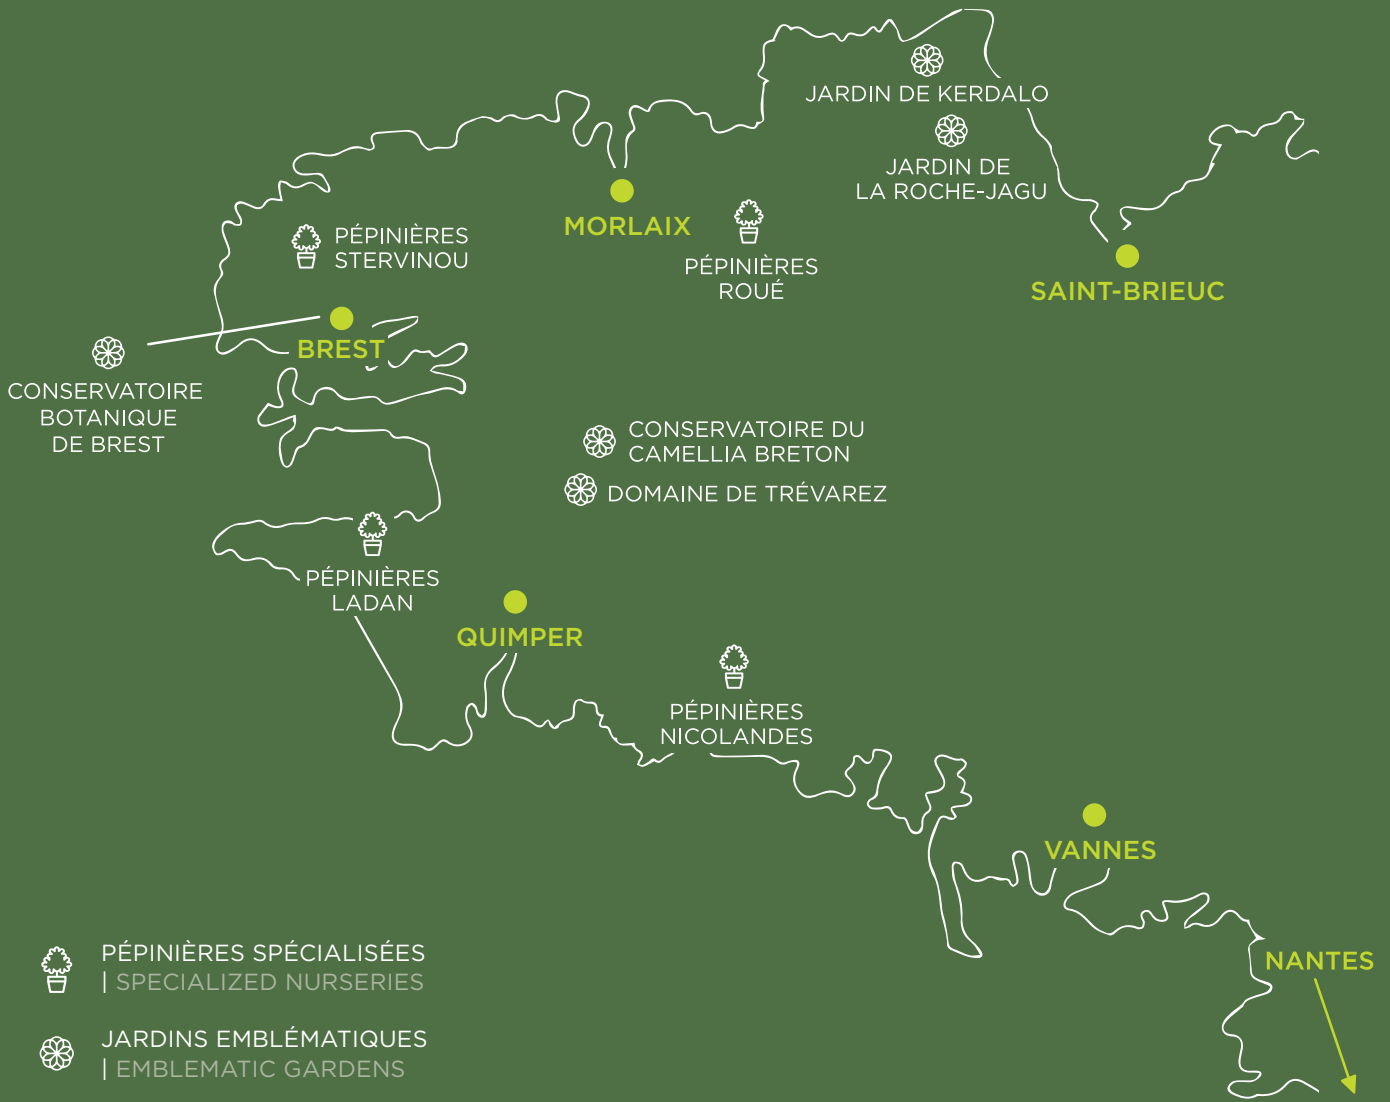 JARDIN DE KERDALO
JARDIN DE
LA ROCHE-JAGU
MORLAIX
PÉPINIÈRES
STERVINOU
PÉPINIÈRES
ROUÉ
SAINT-BRIEUC
BREST
CONSERVATOIRE
BOTANIQUE
DE BREST
CONSERVATOIRE DU
CAMELLIA BRETON
DOMAINE DE TRÉVAREZ
PÉPINIÈRES
LADAN
QUIMPER
PÉPINIÈRES
NICOLANDES
VANNES
NANTES
PÉPINIÈRES SPÉCIALISÉES
| SPECIALIZED NURSERIES
JARDINS EMBLÉMATIQUES
| EMBLEMATIC GARDENS